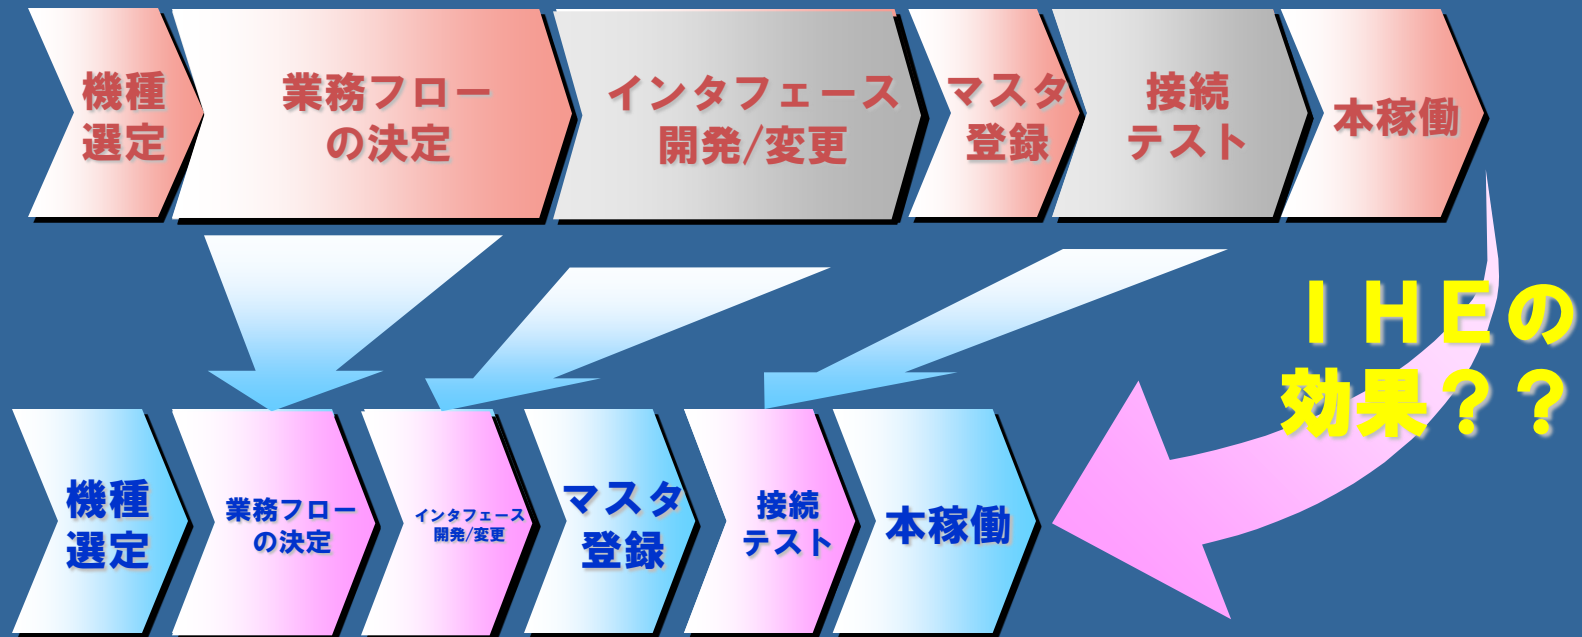 機種
選定
業務フロー
の決定
インタフェース
開発/変更
マスタ
登録
接続
テスト
本稼働
ＩＨＥの
効果？？
機種
選定
業務フロー
の決定
インタフェース
開発/変更
マスタ
登録
接続
テスト
本稼働